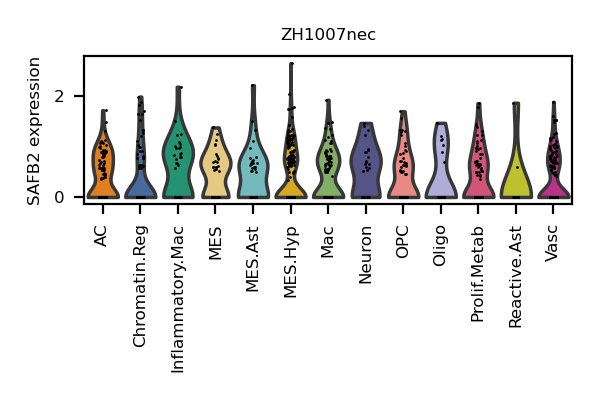 ZH1007nec
SAFB2 expression
2
0
AC
Chromatin.Reg
Inflammatory.Mac
MES
MES.Ast
MES.Hyp
Mac
Neuron
OPC
Oligo
Prolif.Metab
Reactive.Ast
Vasc